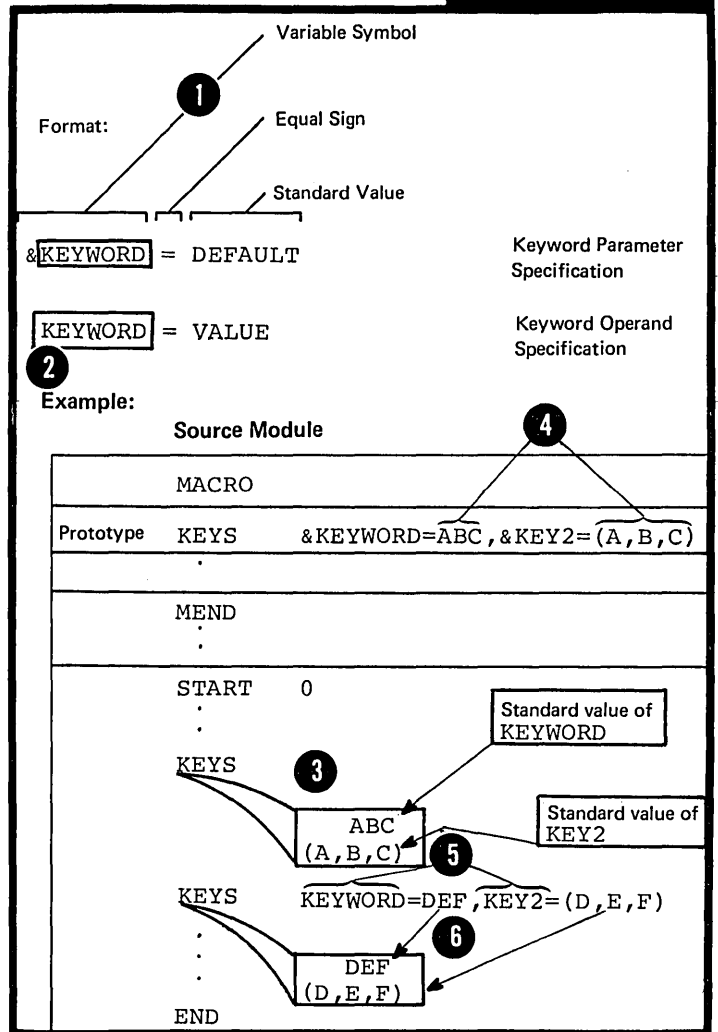 Variable Symbol
1
Format:
Equal Sign
Standard Value
&KEYWORD = DEFAULT
Keyword Parameter
Specification
KEYWORD = VALUE
Keyword Operand
Specification
2
Example:
Source Module
4
MACRO
Prototype KEYS &KEYWORD=ABC,&KEY2=(A,B,C)
.
MEND
.
.
START 0
.
.
Standard value of
KEYWORD
KEYS 3
ABC
(A,B,C)
Standard value of
KEY2
5
KEYS KEYWORD=DEF,KEY2=(D,E,F)
6
.
.
.
DEF
(D,E,F)
END